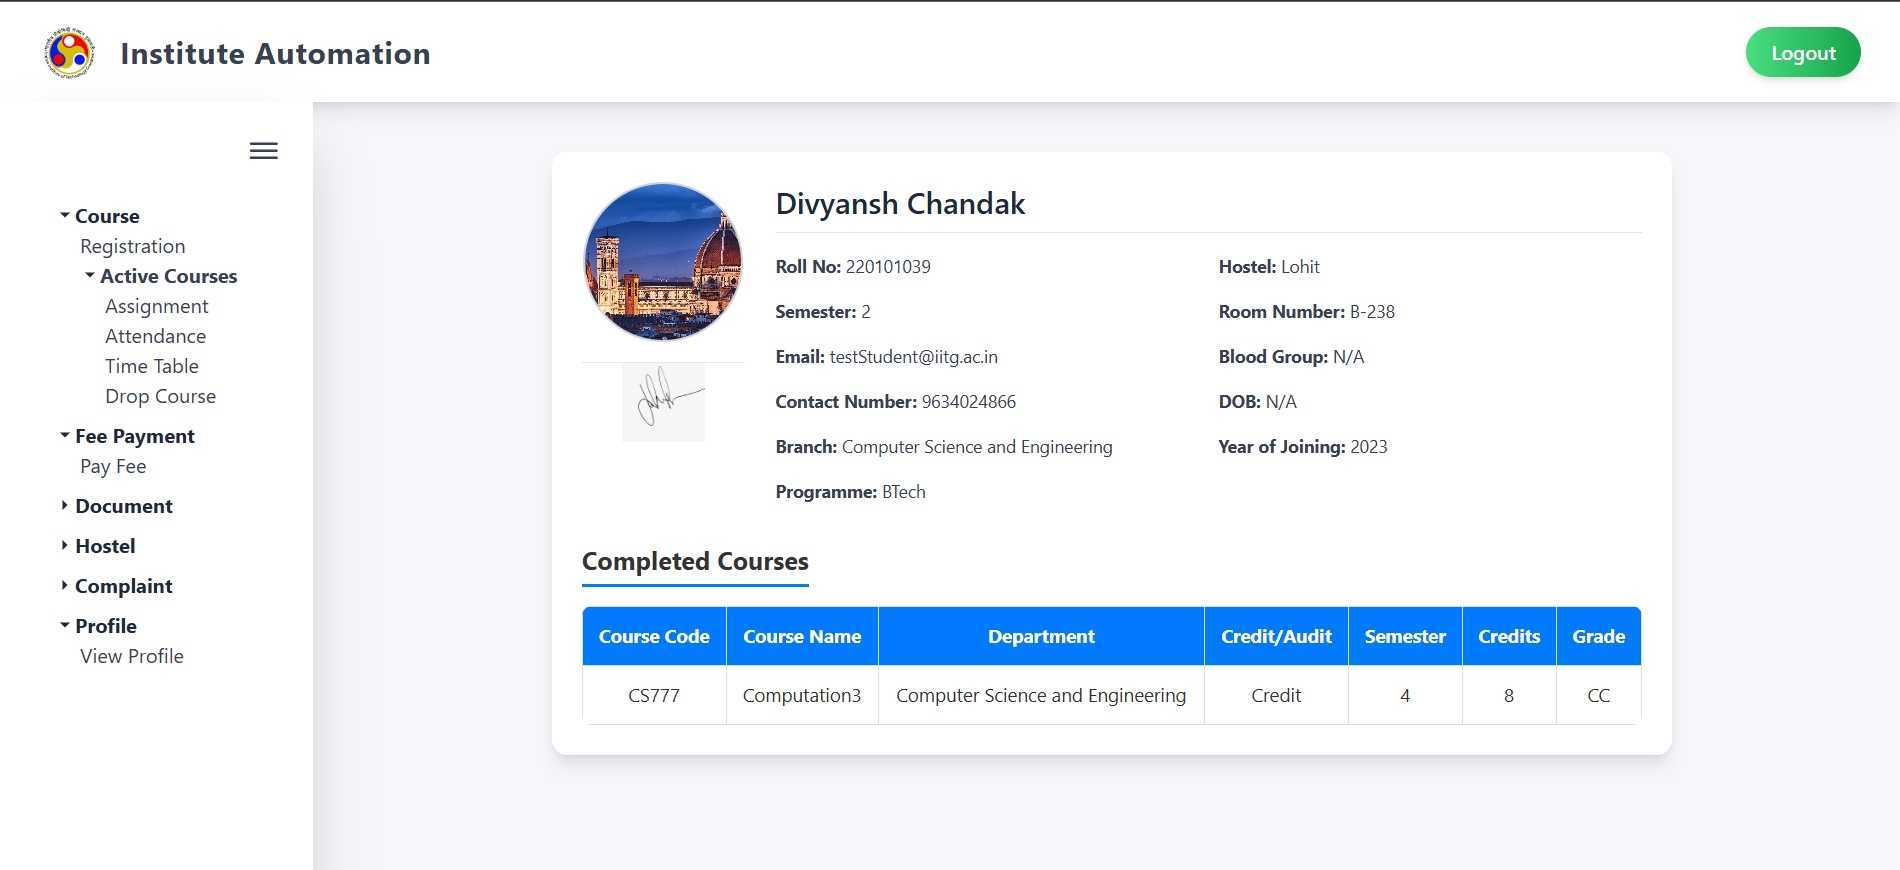 Institute Automation
Logout
Course
Registration
Active Courses
Assignment
Attendance
Time Table
Drop Course
Fee Payment
Pay Fee
Document
Hostel
Complaint
Profile
View Profile
Divyansh Chandak
Roll No: 220101039
Hostel: Lohit
Semester: 2
Room Number: B-238
Email: testStudent@iitg.ac.in
Blood Group: N/A
Contact Number: 9634024866
DOB: N/A
Branch: Computer Science and Engineering
Year of Joining: 2023
Programme: BTech
Completed Courses
Course Code Course Name Department Credit/Audit Semester Credits Grade
CS777 Computation3 Computer Science and Engineering Credit 4 8 CC